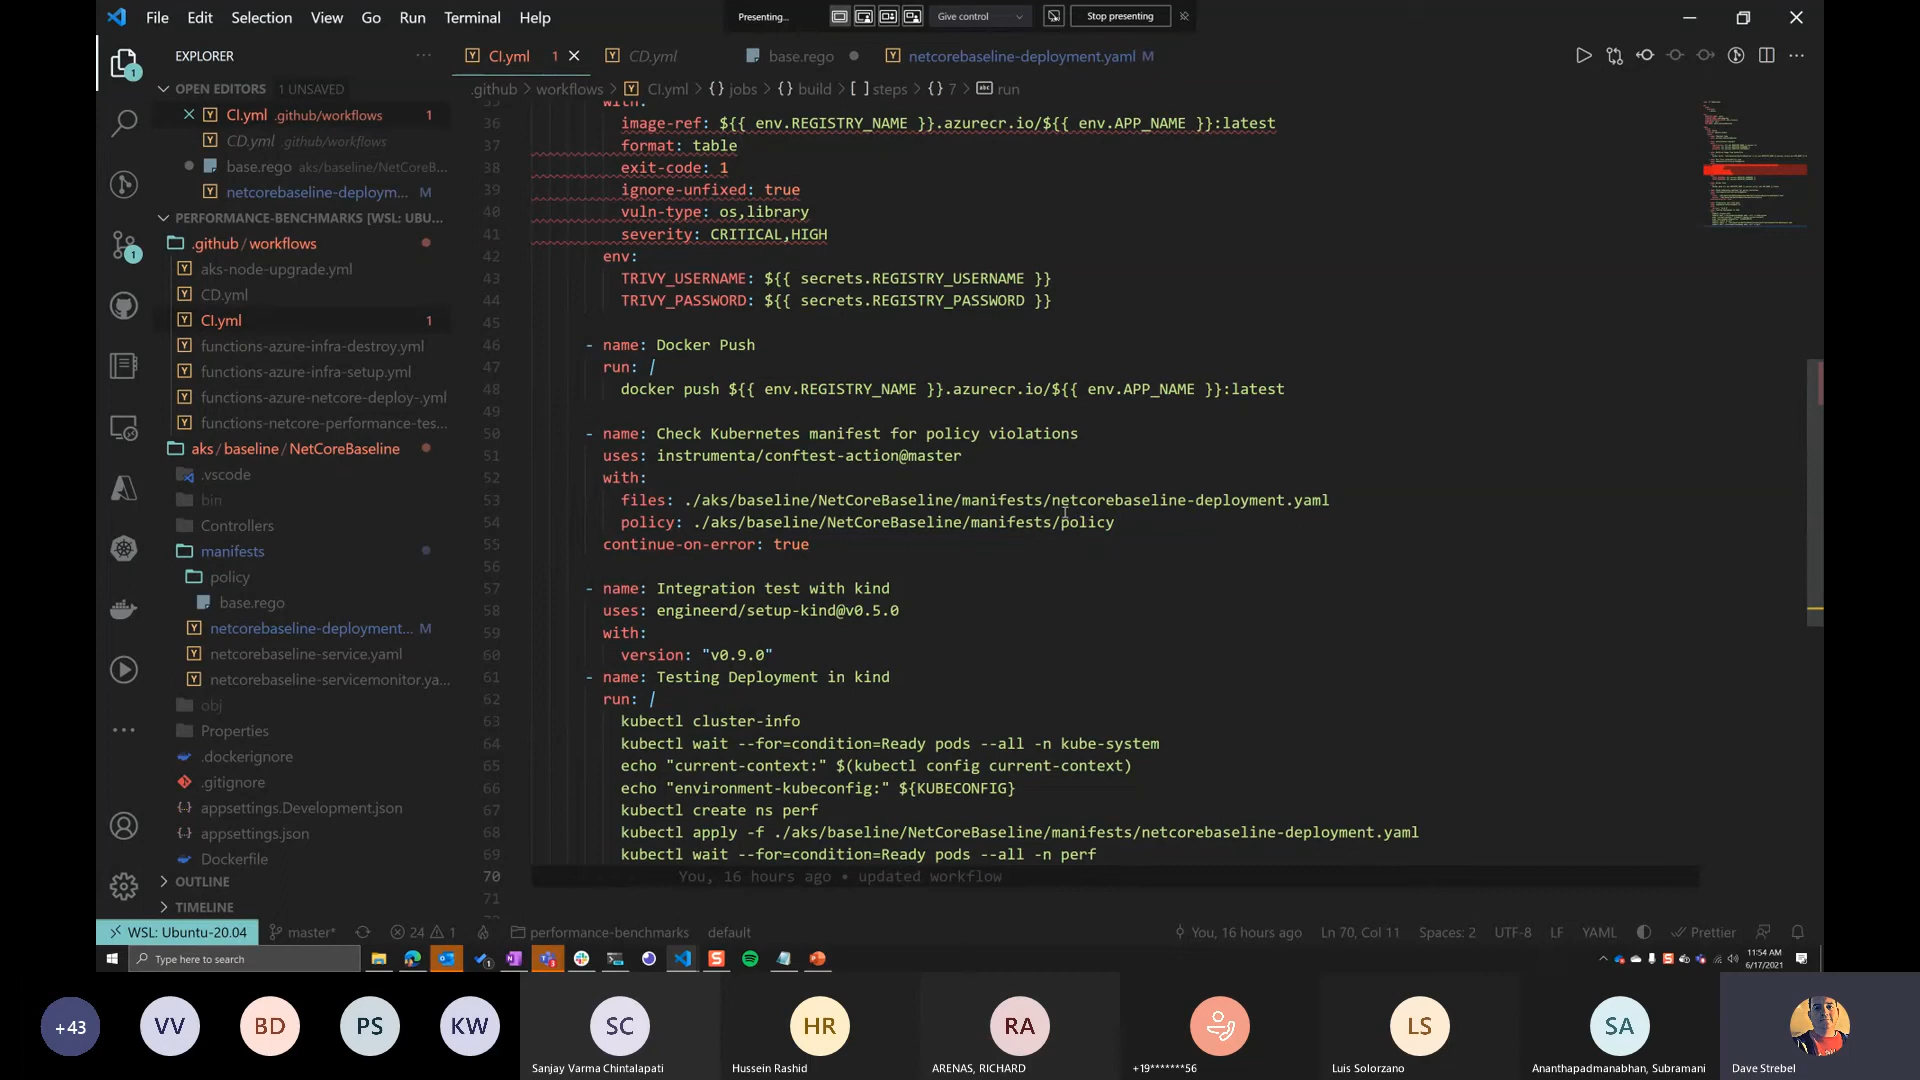 File Edit Selection View Go Run Terminal Help
Presenting...
Give control
Stop presenting
EXPLORER
CI.yml 1
CD.yml
base.rego
netcorebaseline-deployment.yaml M
OPEN EDITORS 1 UNSAVED
CI.yml .github/workflows 1
CD.yml .github/workflows
base.rego aks/baseline/NetCoreB...
netcorebaseline-deploym... M
PERFORMANCE-BENCHMARKS [WSL: UBU...
.github / workflows
aks-node-upgrade.yml
CD.yml
CI.yml 1
functions-azure-infra-destroy.yml
functions-azure-infra-setup.yml
functions-azure-netcore-deploy-.yml
functions-netcore-performance-tes...
aks / baseline / NetCoreBaseline
.vscode
bin
Controllers
manifests
policy
base.rego
netcorebaseline-deployment... M
netcorebaseline-service.yaml
netcorebaseline-servicemonitor.ya...
obj
Properties
.dockerignore
.gitignore
appsettings.Development.json
appsettings.json
Dockerfile
OUTLINE
TIMELINE
.github > workflows > CI.yml > {} jobs > {} build > [ ] steps > {} 7 > run
35 with:
36 image-ref: ${{ env.REGISTRY_NAME }}.azurecr.io/${{ env.APP_NAME }}:latest
37 format: table
38 exit-code: 1
39 ignore-unfixed: true
40 vuln-type: os,library
41 severity: CRITICAL,HIGH
42 env:
43 TRIVY_USERNAME: ${{ secrets.REGISTRY_USERNAME }}
44 TRIVY_PASSWORD: ${{ secrets.REGISTRY_PASSWORD }}
45
46 - name: Docker Push
47 run: |
48 docker push ${{ env.REGISTRY_NAME }}.azurecr.io/${{ env.APP_NAME }}:latest
49
50 - name: Check Kubernetes manifest for policy violations
51 uses: instrumenta/conftest-action@master
52 with:
53 files: ./aks/baseline/NetCoreBaseline/manifests/netcorebaseline-deployment.yaml
54 policy: ./aks/baseline/NetCoreBaseline/manifests/policy
55 continue-on-error: true
56
57 - name: Integration test with kind
58 uses: engineerd/setup-kind@v0.5.0
59 with:
60 version: "v0.9.0"
61 - name: Testing Deployment in kind
62 run: |
63 kubectl cluster-info
64 kubectl wait --for=condition=Ready pods --all -n kube-system
65 echo "current-context:" $(kubectl config current-context)
66 echo "environment-kubeconfig:" ${KUBECONFIG}
67 kubectl create ns perf
68 kubectl apply -f ./aks/baseline/NetCoreBaseline/manifests/netcorebaseline-deployment.yaml
69 kubectl wait --for=condition=Ready pods --all -n perf
70 You, 16 hours ago • updated workflow
71
WSL: Ubuntu-20.04 master* 24 1 performance-benchmarks default
You, 16 hours ago Ln 70, Col 11 Spaces: 2 UTF-8 LF YAML Prettier
Type here to search
11:54 AM
6/17/2021
+43 VV BD PS KW SC HR RA LS SA
Sanjay Varma Chintalapati
Hussein Rashid
ARENAS, RICHARD
+19*******56
Luis Solorzano
Ananthapadmanabhan, Subramani
Dave Strebel